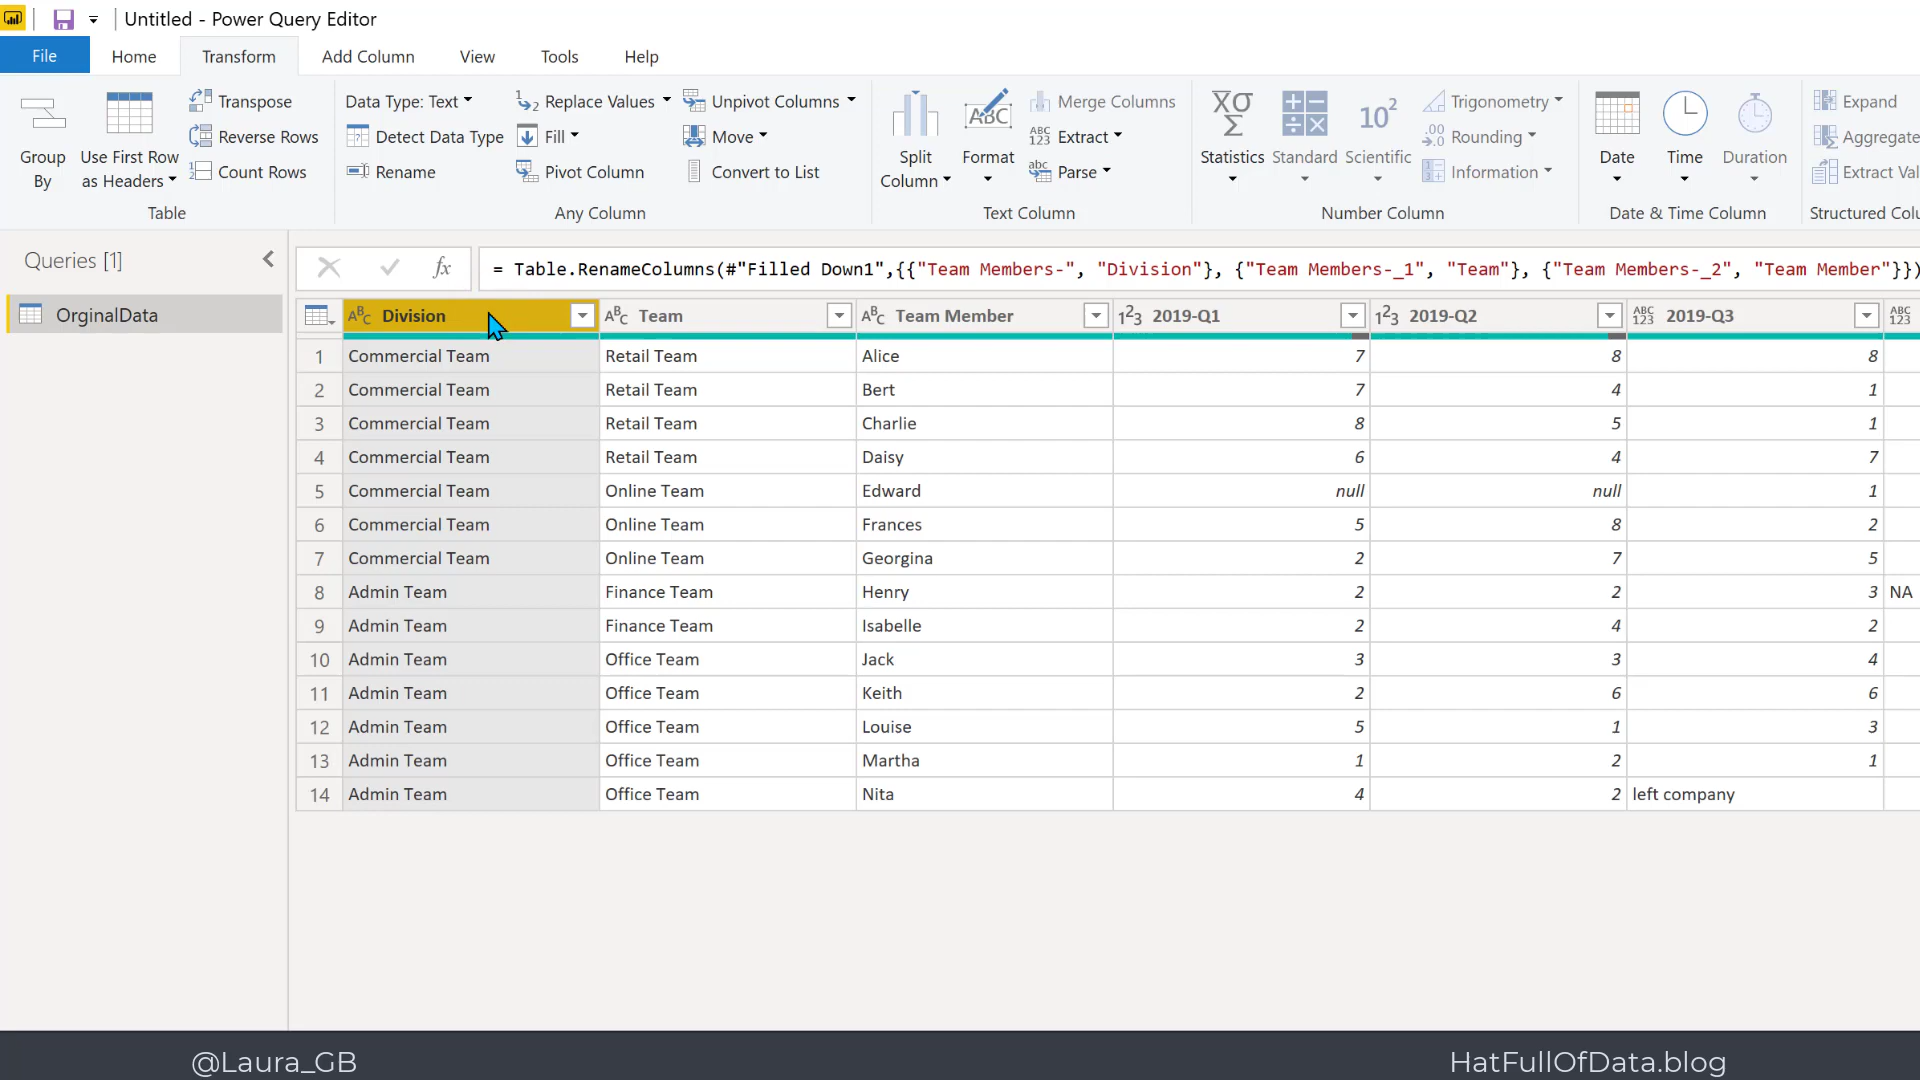 Untitled - Power Query Editor
File Home Transform Add Column View Tools Help
Group By
Use First Row as Headers
Transpose
Reverse Rows
Count Rows
Table
Data Type: Text
Detect Data Type
Rename
Replace Values
Fill
Pivot Column
Unpivot Columns
Move
Convert to List
Any Column
Split Column
Format
Merge Columns
Extract
Parse
Text Column
Statistics
Standard
Scientific
Trigonometry
Rounding
Information
Number Column
Date
Time
Duration
Date & Time Column
Expand
Aggregate
Extract Val
Structured Colu
Queries [1]
OrginalData
fx = Table.RenameColumns(#"Filled Down1",{{"Team Members-", "Division"}, {"Team Members-_1", "Team"}, {"Team Members-_2", "Team Member"}})
Division Team Team Member 2019-Q1 2019-Q2 2019-Q3
1 Commercial Team Retail Team Alice 7 8 8
2 Commercial Team Retail Team Bert 7 4 1
3 Commercial Team Retail Team Charlie 8 5 1
4 Commercial Team Retail Team Daisy 6 4 7
5 Commercial Team Online Team Edward null null 1
6 Commercial Team Online Team Frances 5 8 2
7 Commercial Team Online Team Georgina 2 7 5
8 Admin Team Finance Team Henry 2 2 3 NA
9 Admin Team Finance Team Isabelle 2 4 2
10 Admin Team Office Team Jack 3 3 4
11 Admin Team Office Team Keith 2 6 6
12 Admin Team Office Team Louise 5 1 3
13 Admin Team Office Team Martha 1 2 1
14 Admin Team Office Team Nita 4 2 left company
@Laura_GB
HatFullOfData.blog